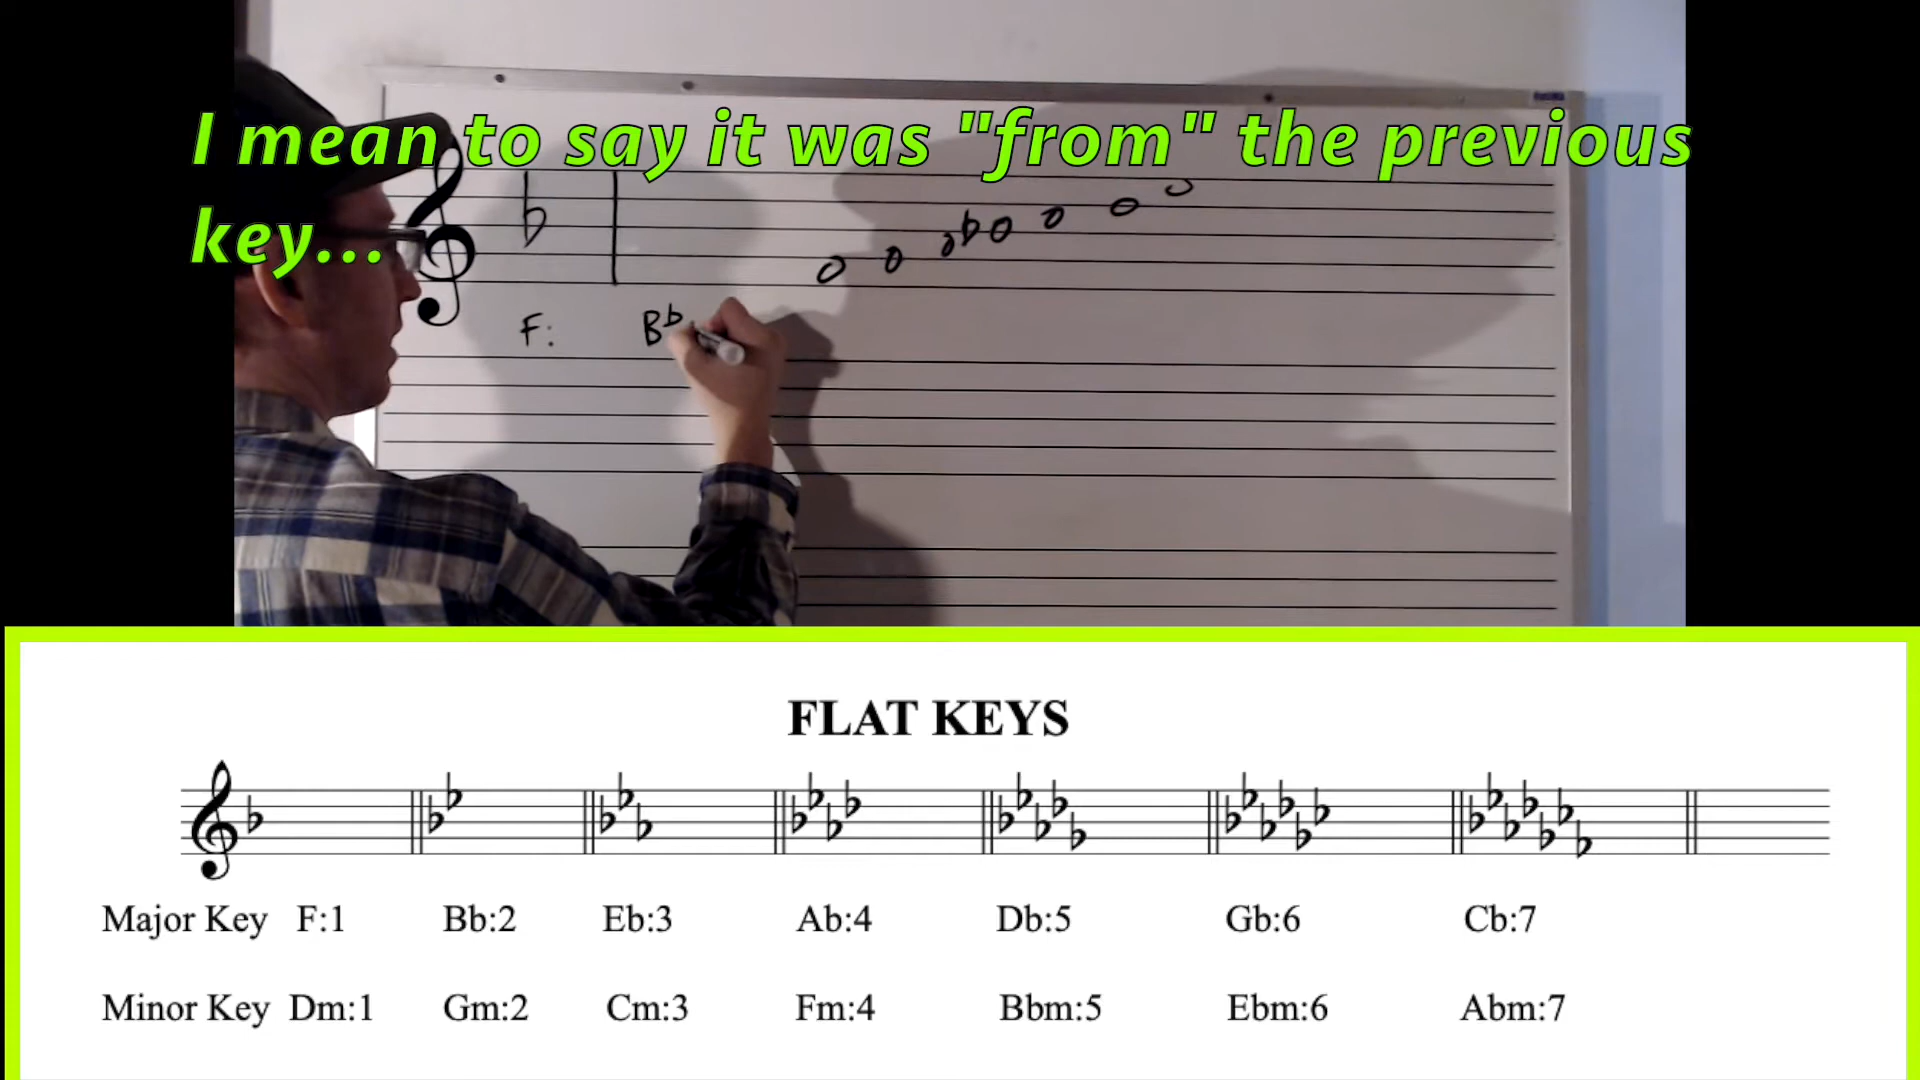 I mean to say it was "from" the previous
key...
F: Bb
FLAT KEYS
Major Key F:1 Bb:2 Eb:3 Ab:4 Db:5 Gb:6 Cb:7
Minor Key Dm:1 Gm:2 Cm:3 Fm:4 Bbm:5 Ebm:6 Abm:7